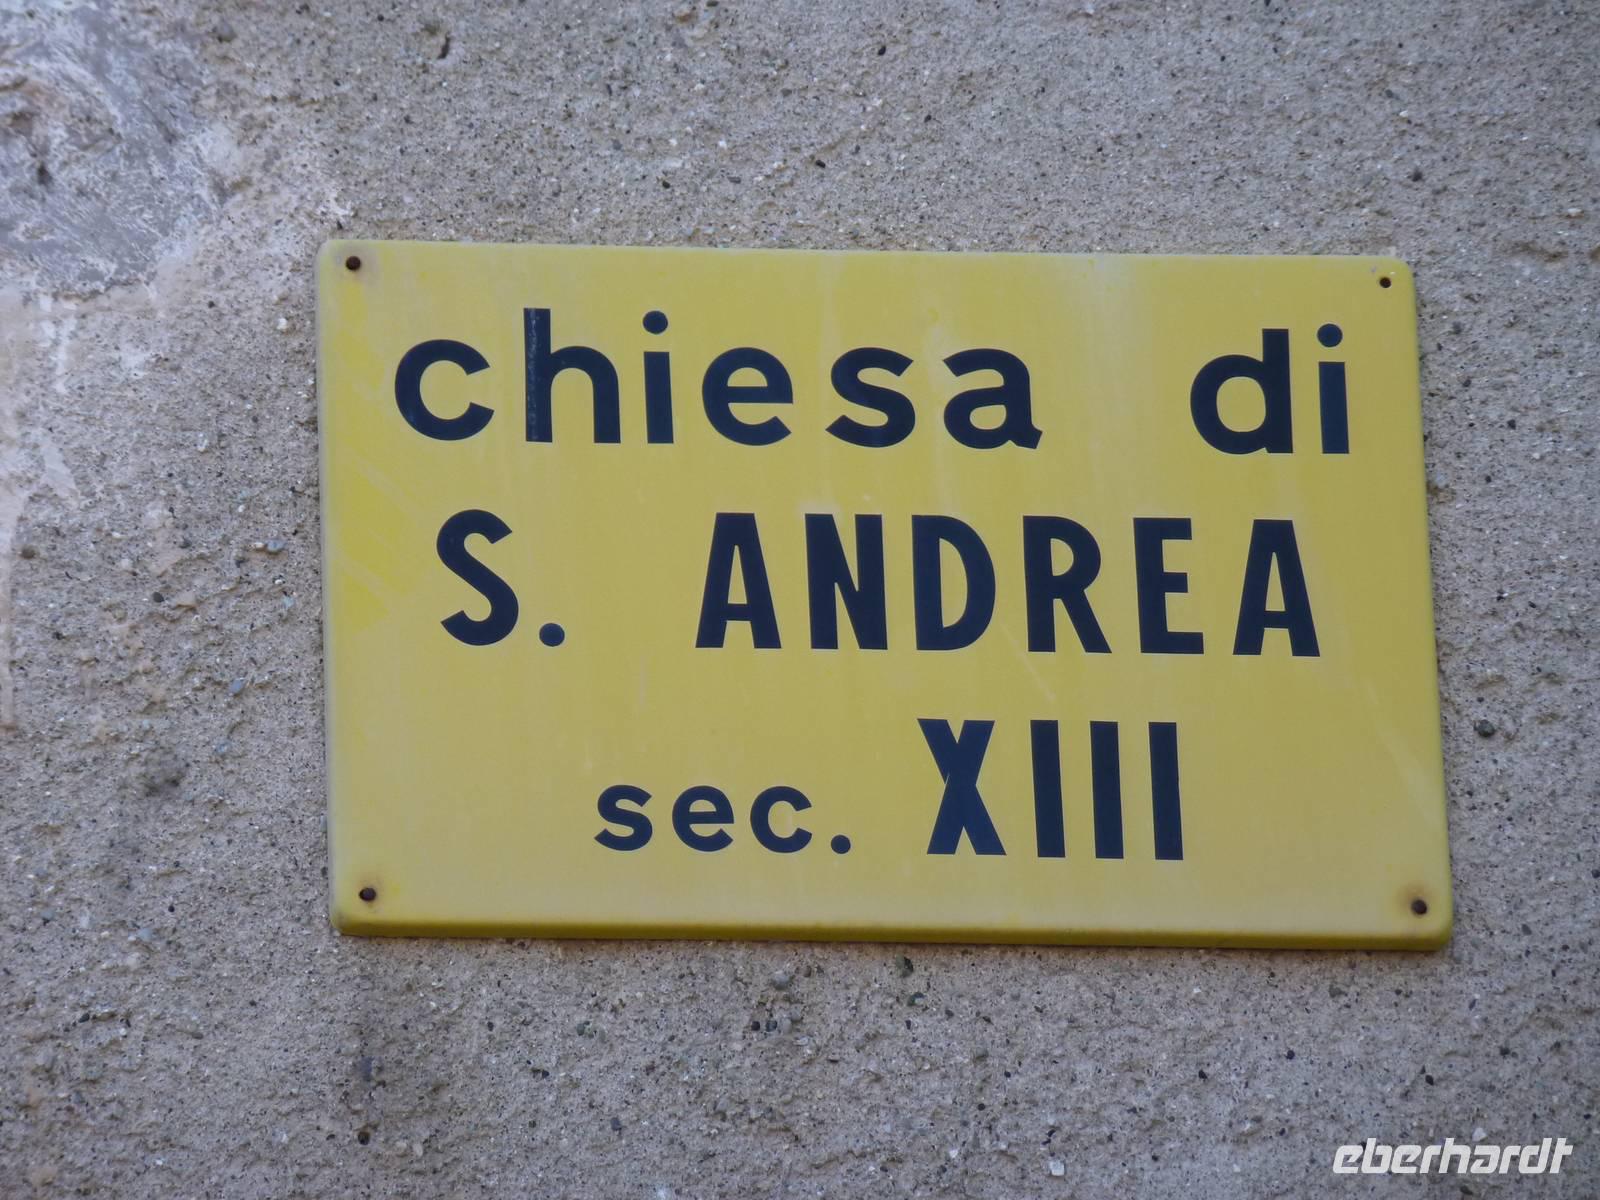 chiesa di
S. ANDREA
sec. XIII
eberhardt